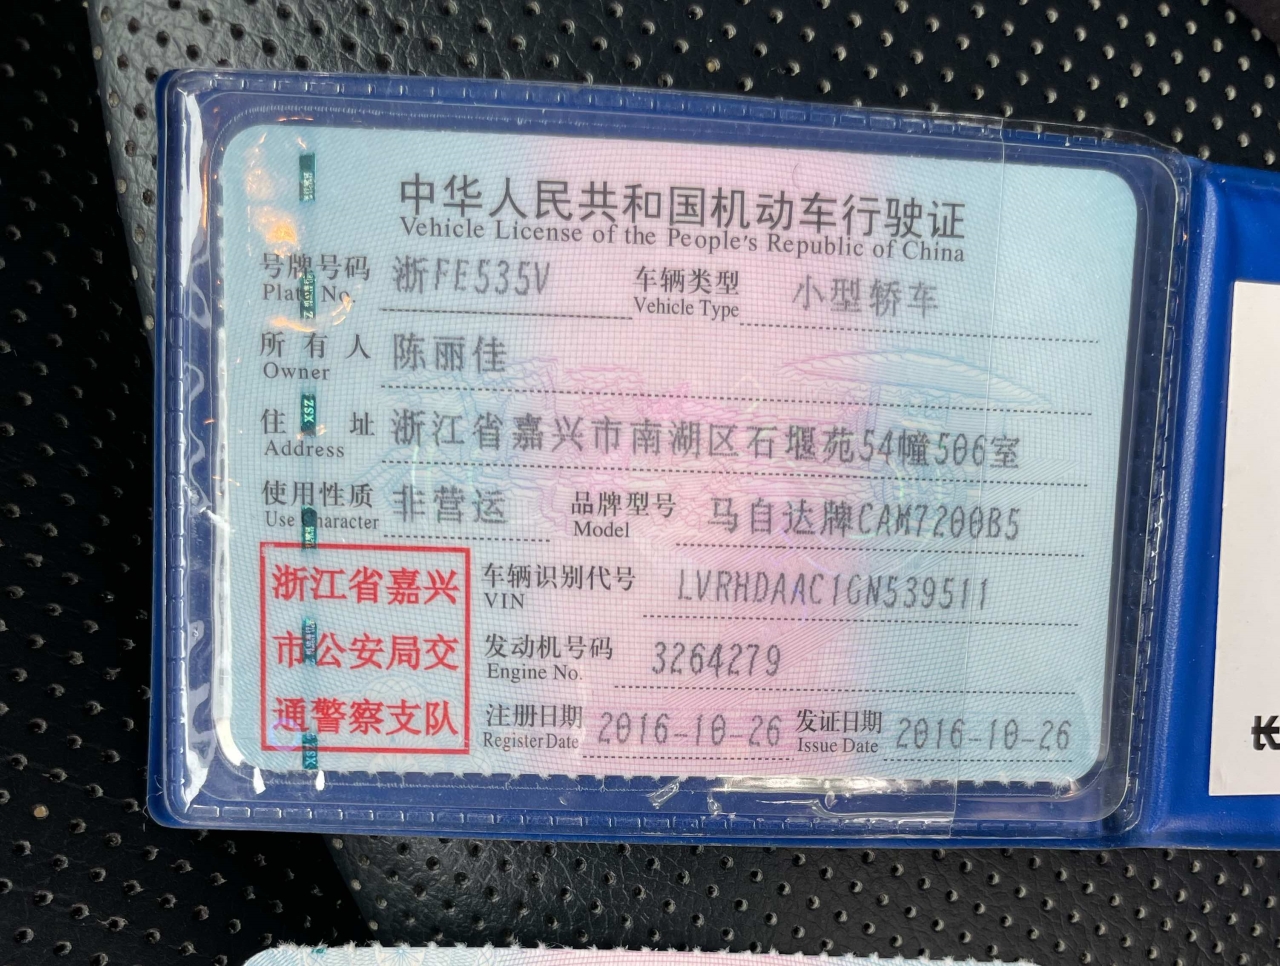 中华人民共和国机动车行驶证
Vehicle License of the People's Republic of China
号牌号码 浙FE535V 车辆类型 小型轿车
Plate No. Vehicle Type
所有人 陈丽佳
Owner
住址 浙江省嘉兴市南湖区石堰苑54幢506室
Address
使用性质 非营运 品牌型号 马自达牌CAM7200B5
Use Character Model
浙江省嘉兴
市公安局交
通警察支队
车辆识别代号 LVRHDAAC1GN539511
VIN
发动机号码 3264279
Engine No.
注册日期 2016-10-26 发证日期 2016-10-26
Register Date Issue Date
XSZ
长